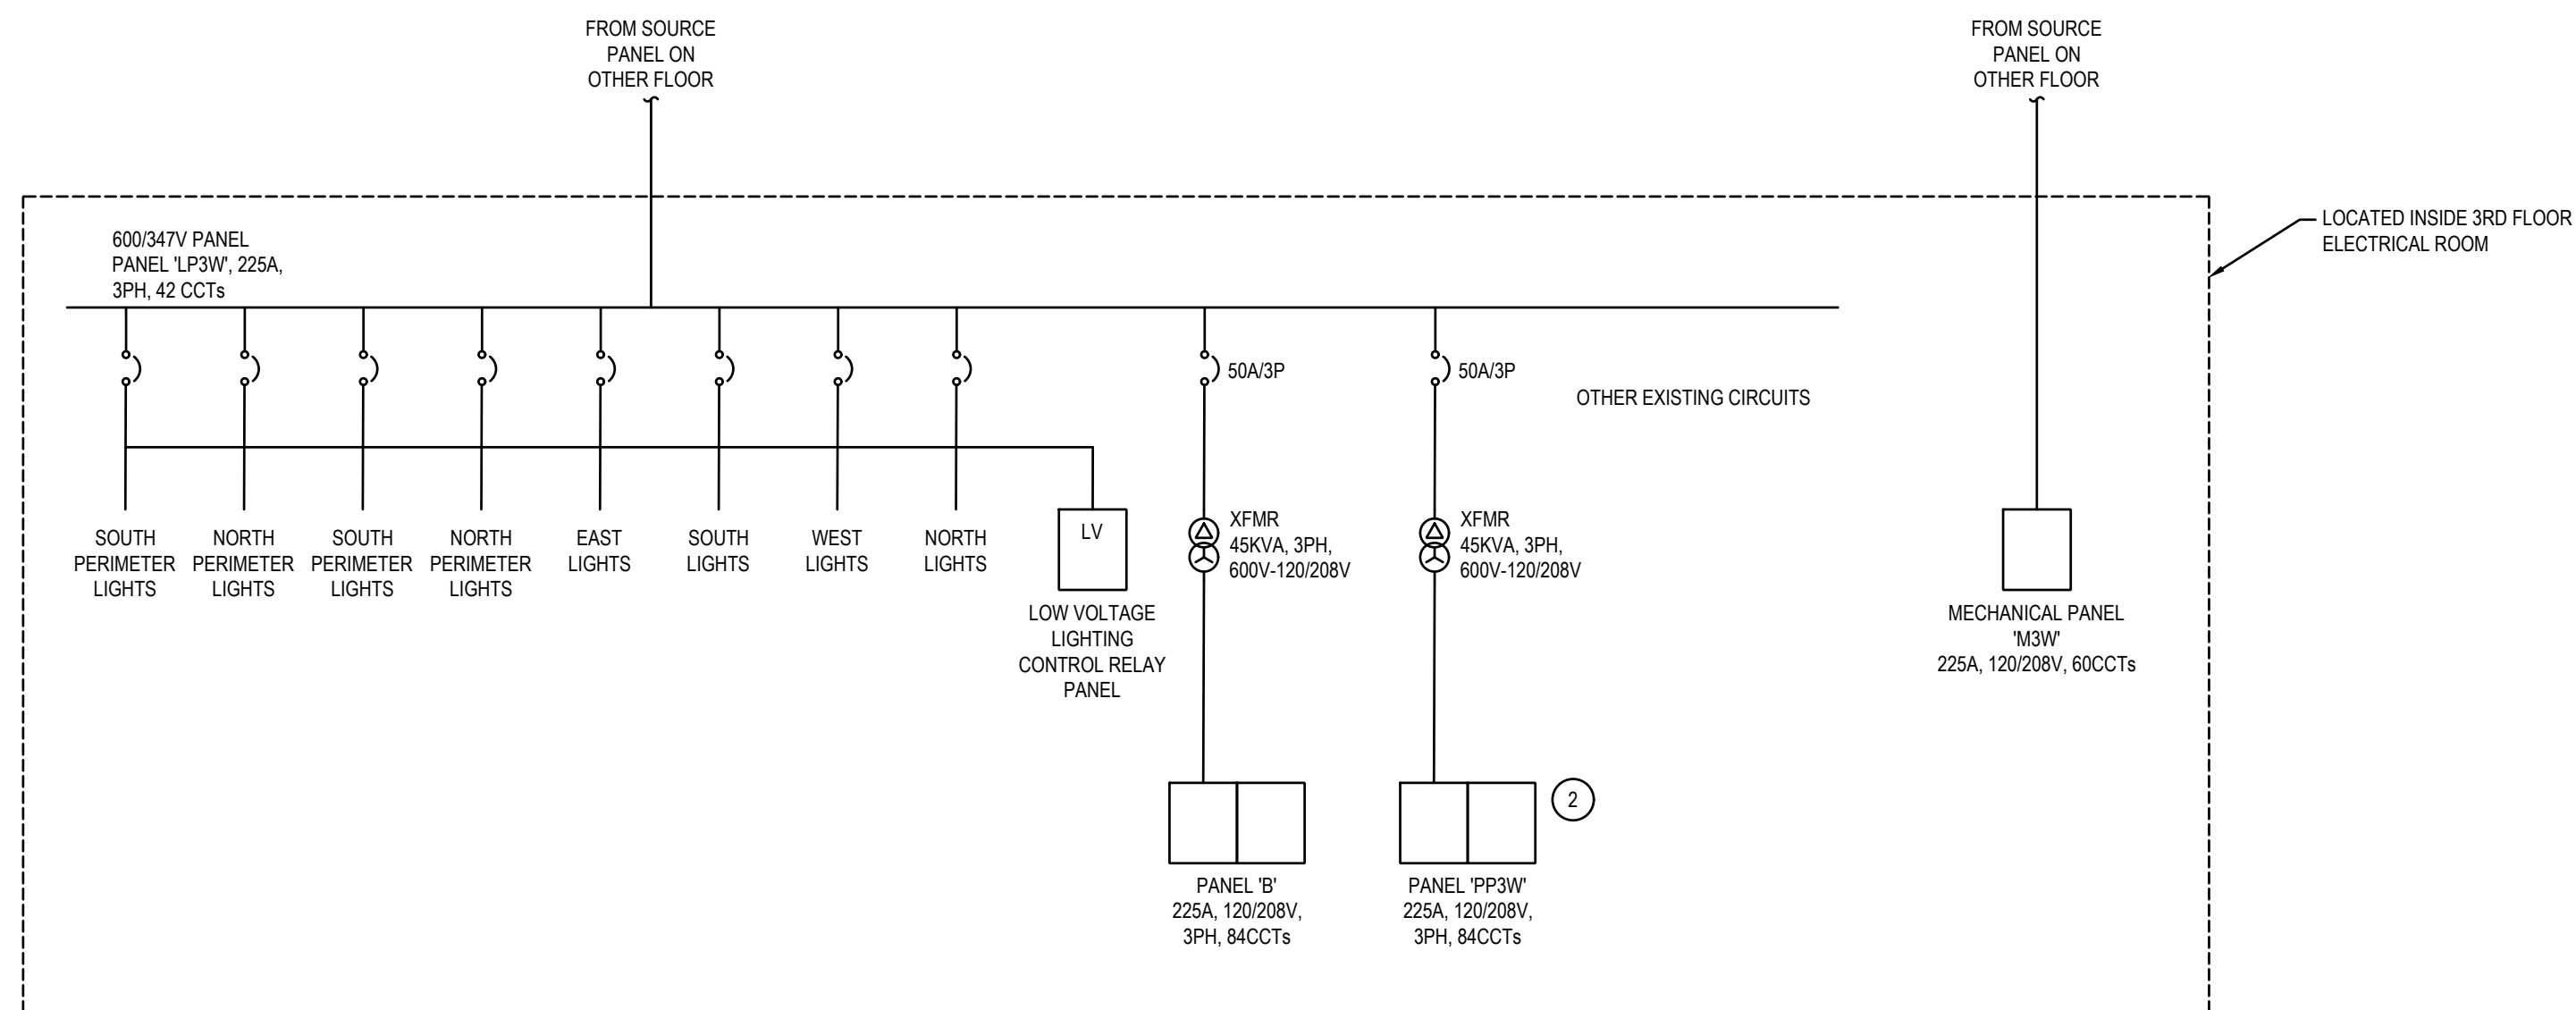 FROM SOURCE
PANEL ON
OTHER FLOOR
FROM SOURCE
PANEL ON
OTHER FLOOR
LOCATED INSIDE 3RD FLOOR
ELECTRICAL ROOM
600/347V PANEL
PANEL 'LP3W', 225A,
3PH, 42 CCTs
50A/3P
50A/3P
OTHER EXISTING CIRCUITS
SOUTH
PERIMETER
LIGHTS
NORTH
PERIMETER
LIGHTS
SOUTH
PERIMETER
LIGHTS
NORTH
PERIMETER
LIGHTS
EAST
LIGHTS
SOUTH
LIGHTS
WEST
LIGHTS
NORTH
LIGHTS
LV
LOW VOLTAGE
LIGHTING
CONTROL RELAY
PANEL
XFMR
45KVA, 3PH,
600V-120/208V
XFMR
45KVA, 3PH,
600V-120/208V
MECHANICAL PANEL
'M3W'
225A, 120/208V, 60CCTs
2
PANEL 'B'
225A, 120/208V,
3PH, 84CCTs
PANEL 'PP3W'
225A, 120/208V,
3PH, 84CCTs